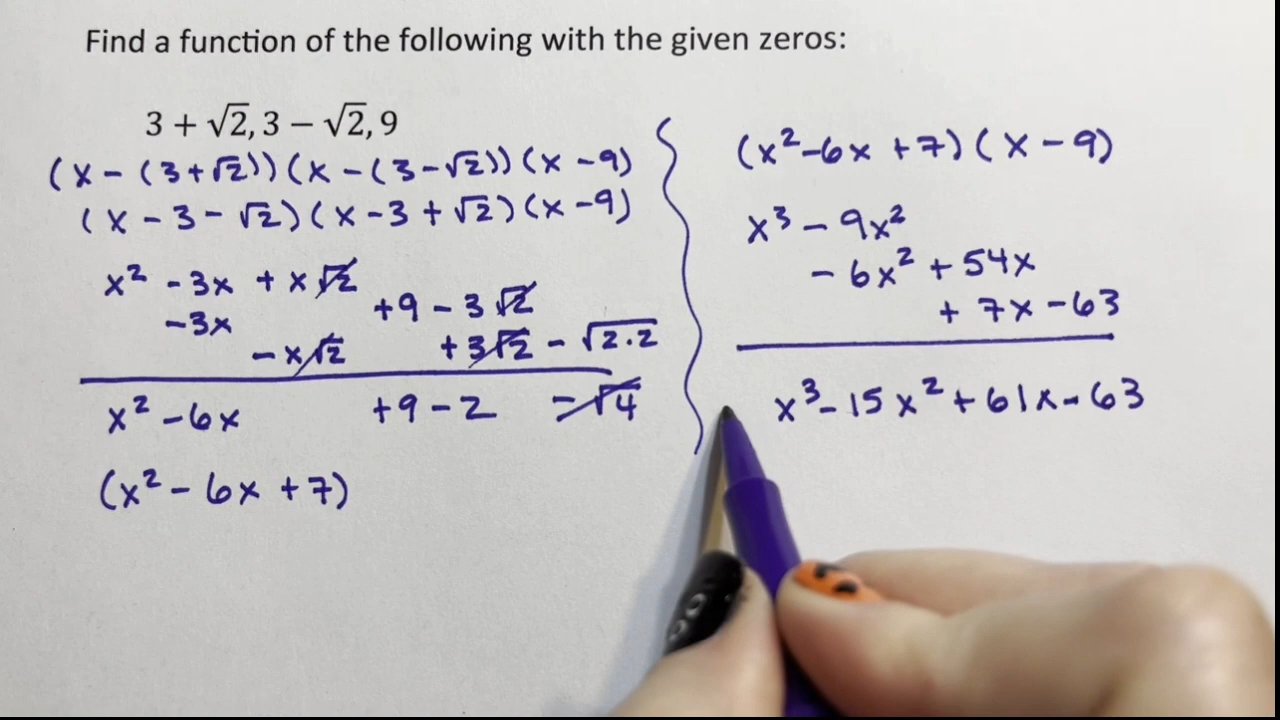 Find a function of the following with the given zeros:
3 + √2, 3 − √2, 9
(x - (3+√2))(x - (3-√2))(x - 9)
(x - 3 - √2)(x - 3 + √2)(x - 9)
x² - 3x + x√2
+9 - 3√2
-3x
- x√2
+3√2 - √2·2
x² - 6x +9 - 2 = √4
(x² - 6x + 7)
(x² - 6x + 7)(x - 9)
x³ - 9x²
- 6x² + 54x
+ 7x - 63
x³ - 15x² + 61x - 63